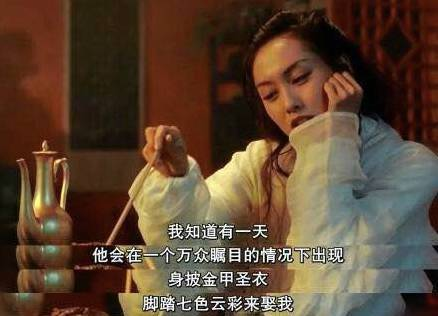 我知道有一天
他会在一个万众瞩目的情况下出现
身披金甲圣衣
脚踏七色云彩来娶我